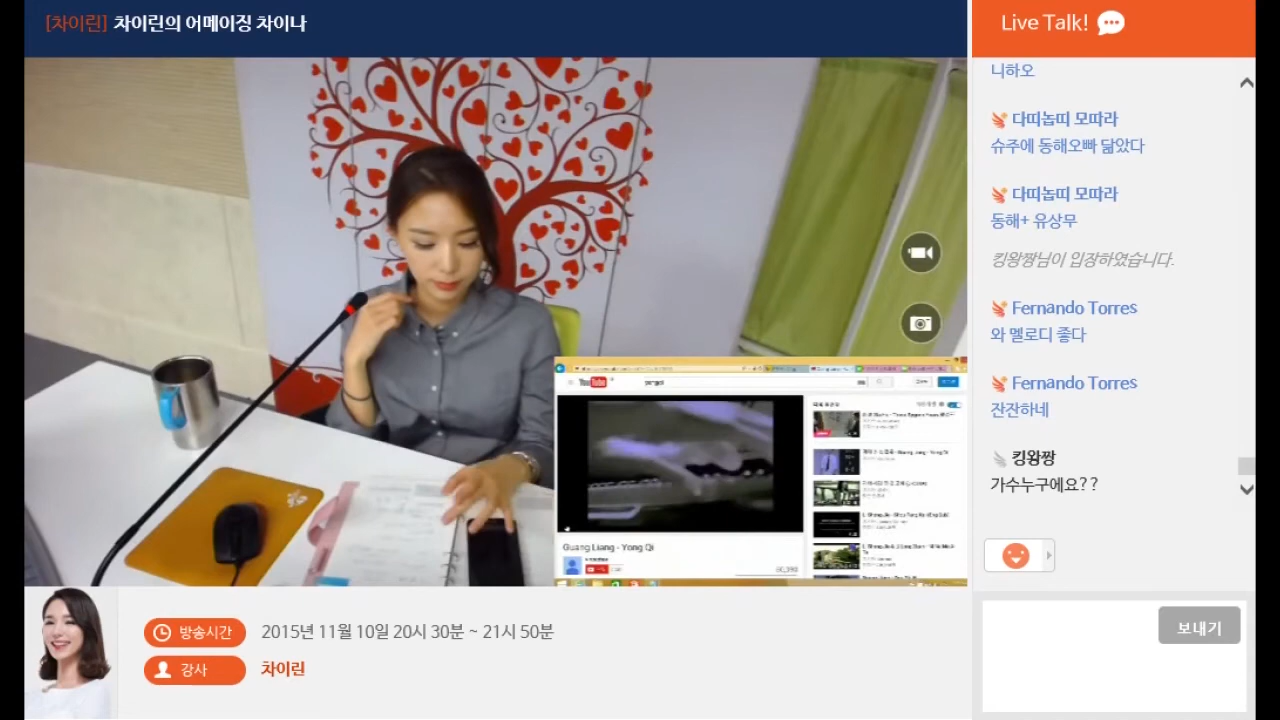 [차이린] 차이린의 어메이징 차이나
Live Talk!
니하오
다띠놉띠 모따라
슈주에 동해오빠 닮았다
다띠놉띠 모따라
동해+ 유상무
킹왕짱님이 입장하였습니다.
Fernando Torres
와 멜로디 좋다
Fernando Torres
잔잔하네
킹왕짱
가수누구에요??
보내기
YouTube
Guang Liang - Yong Qi
방송시간 2015년 11월 10일 20시 30분 ~ 21시 50분
강사 차이린